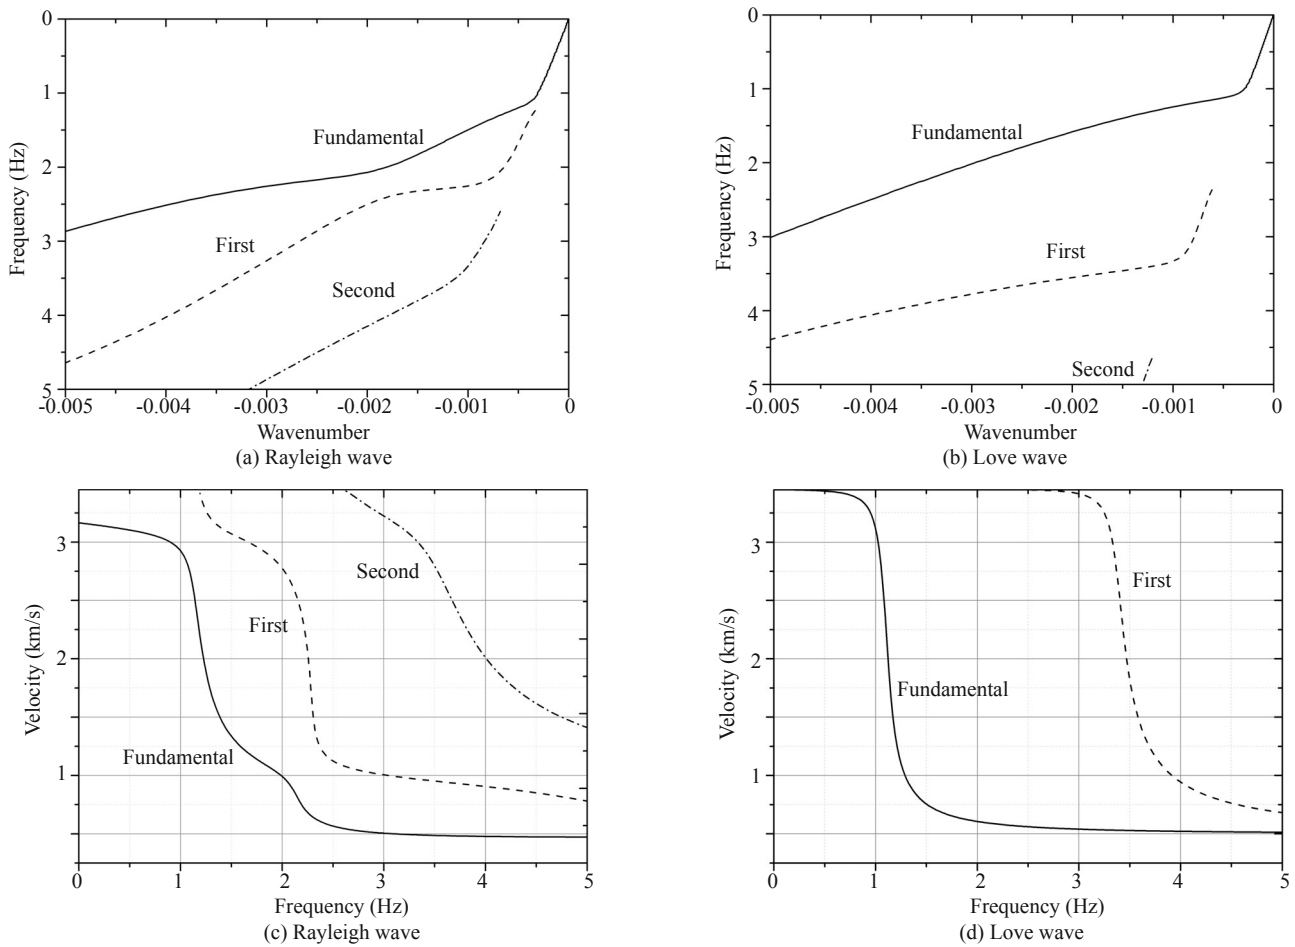 0
1
2
3
4
5
Frequency (Hz)
Fundamental
First
Second
-0.005 -0.004 -0.003 -0.002 -0.001 0
Wavenumber
(a) Rayleigh wave
0
1
2
3
4
5
Frequency (Hz)
Fundamental
First
Second
-0.005 -0.004 -0.003 -0.002 -0.001 0
Wavenumber
(b) Love wave
3
2
1
Velocity (km/s)
Second
First
Fundamental
0 1 2 3 4 5
Frequency (Hz)
(c) Rayleigh wave
3
2
1
Velocity (km/s)
First
Fundamental
0 1 2 3 4 5
Frequency (Hz)
(d) Love wave